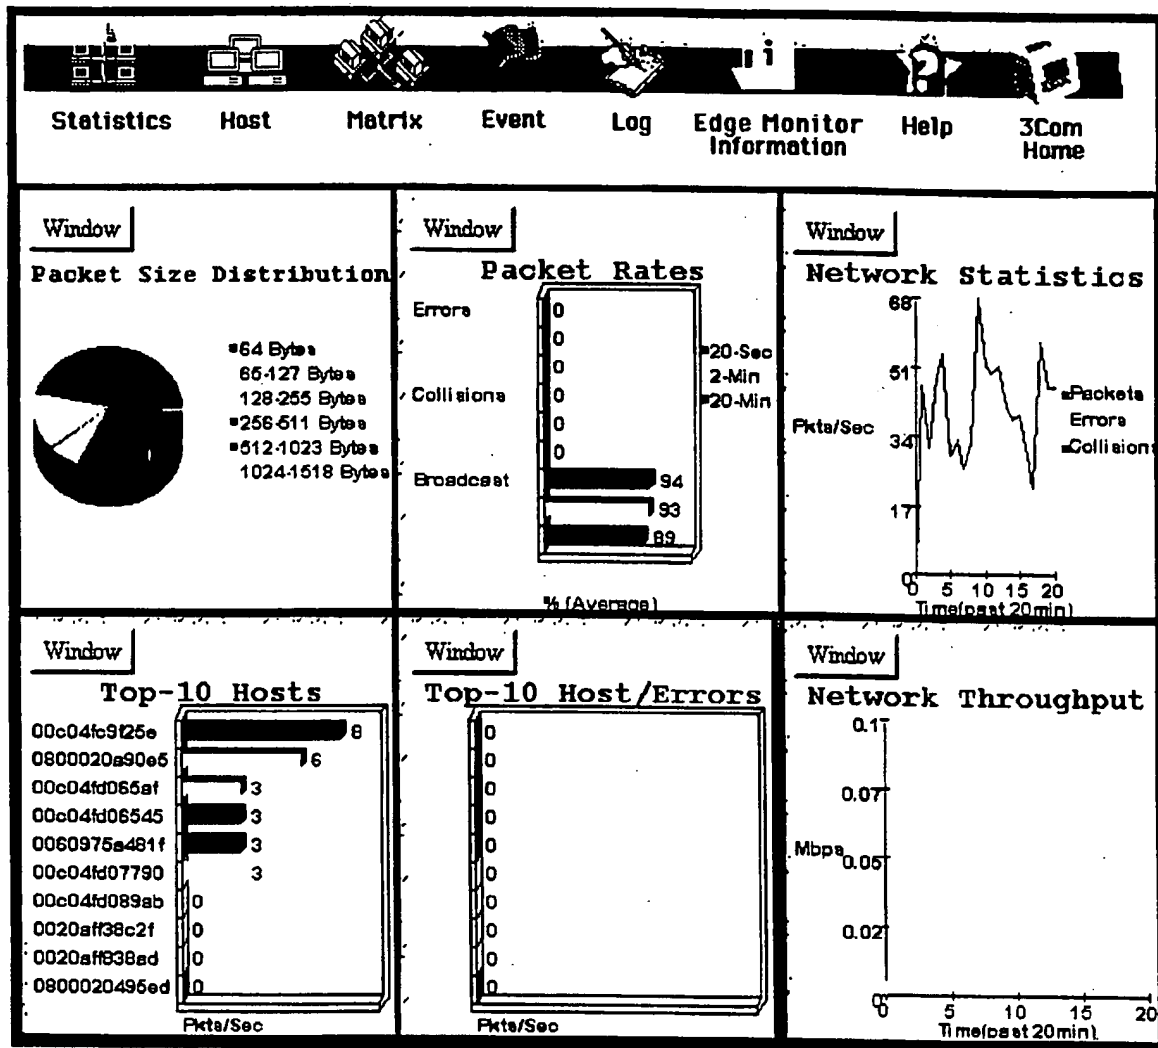 Statistics
Host
Matrix
Event
Log
Edge Monitor
Information
Help
3Com
Home
Window
Packet Size Distribution
64 Bytes
65-127 Bytes
128-255 Bytes
256-511 Bytes
512-1023 Bytes
1024-1518 Bytes
Window
Packet Rates
Errors
0
0
0
Collisions
0
0
0
Broadcast
94
93
89
20-Sec
2-Min
20-Min
% (Average)
Window
Network Statistics
68
51
34
17
0
Pkts/Sec
0 5 10 15 20
Time(past 20min)
Packets
Errors
Collision
Window
Top-10 Hosts
00c04fc9f25e 8
0800020a90e5 6
00c04fd065af 3
00c04fd06545 3
0060975a481f 3
00c04fd07790 3
00c04fd089ab 0
0020aff38c2f 0
0020aff838ad 0
0800020495ed 0
Pkts/Sec
Window
Top-10 Host/Errors
0
0
0
0
0
0
0
0
0
0
Pkts/Sec
Window
Network Throughput
0.1
0.07
Mbps 0.05
0.02
0
0 5 10 15 20
Time(past 20min)